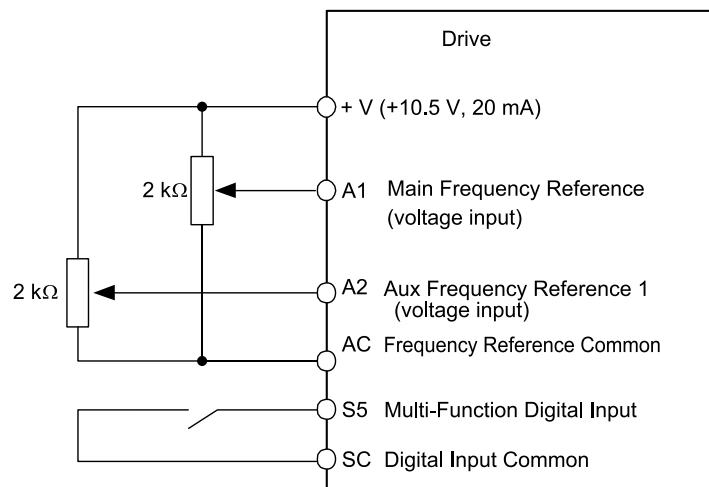 Drive
+ V (+10.5 V, 20 mA)
2 kΩ
A1 Main Frequency Reference
(voltage input)
2 kΩ
A2 Aux Frequency Reference 1
(voltage input)
AC Frequency Reference Common
S5 Multi-Function Digital Input
SC Digital Input Common